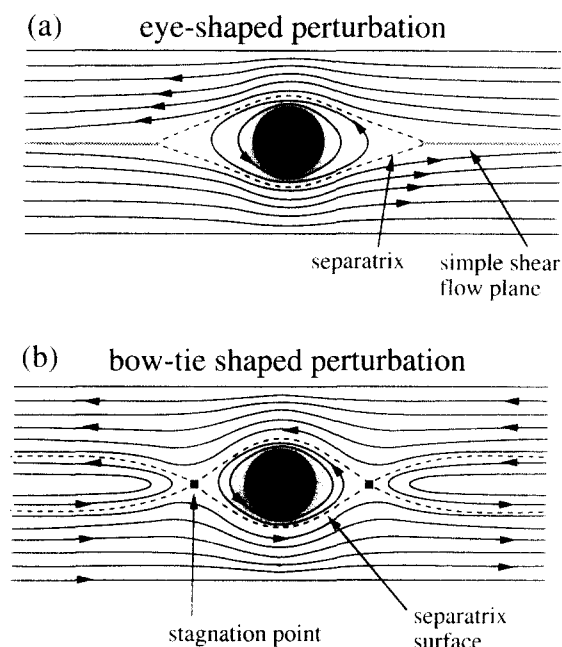 (a) eye-shaped perturbation
separatrix
simple shear
flow plane
(b) bow-tie shaped perturbation
stagnation point
separatrix
surface